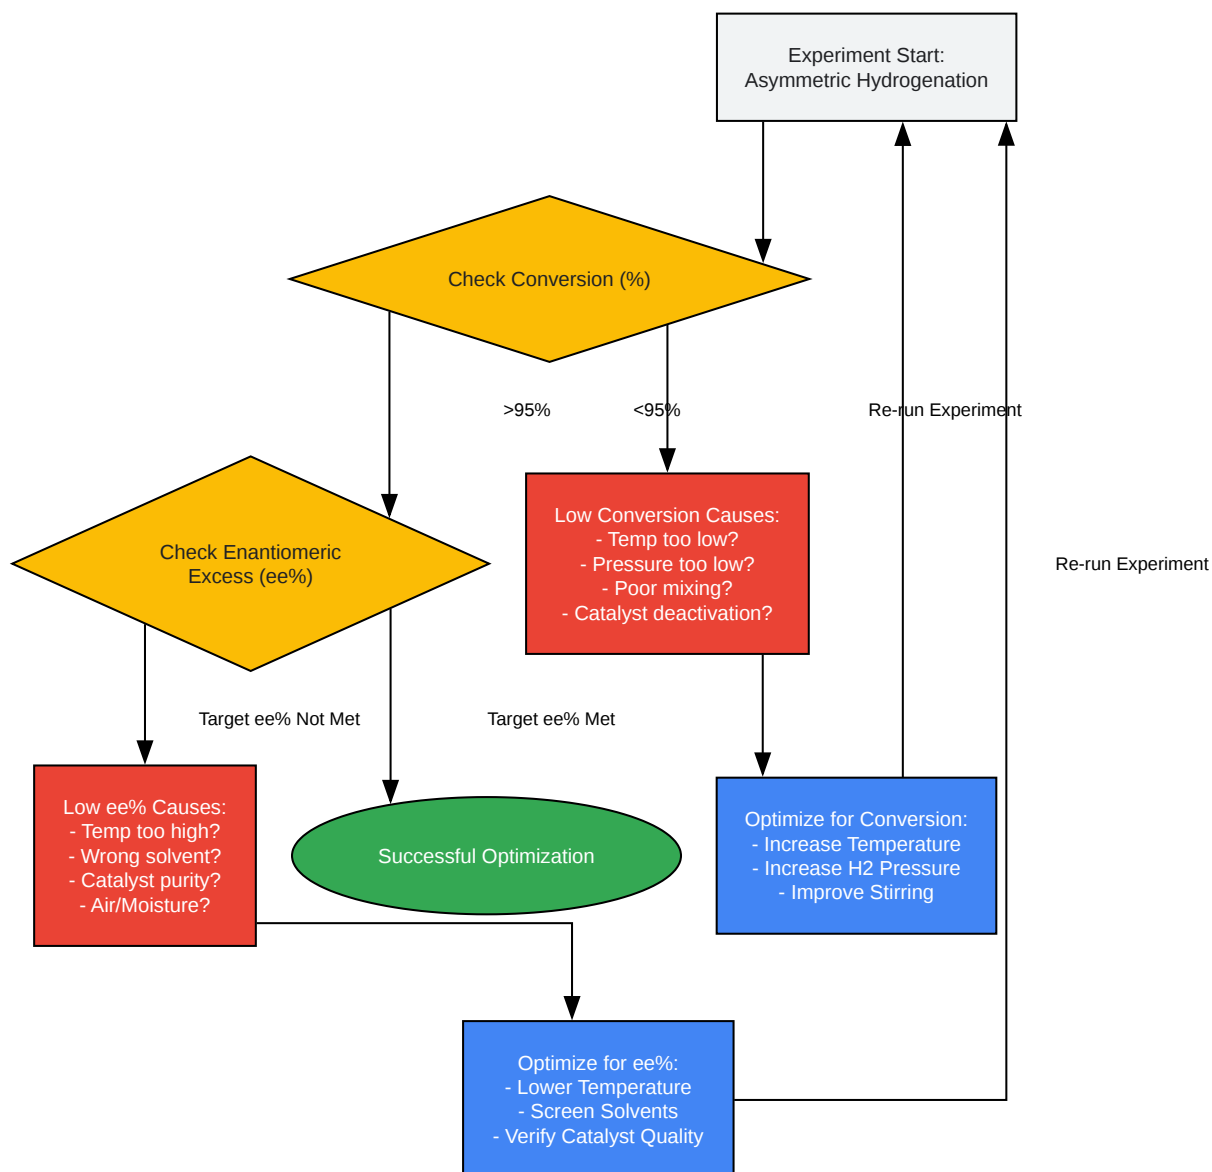 Experiment Start:
Asymmetric Hydrogenation
Check Conversion (%)
>95%
<95%
Re-run Experiment
Check Enantiomeric
Excess (ee%)
Low Conversion Causes:
- Temp too low?
- Pressure too low?
- Poor mixing?
- Catalyst deactivation?
Re-run Experiment
Target ee% Not Met
Target ee% Met
Low ee% Causes:
- Temp too high?
- Wrong solvent?
- Catalyst purity?
- Air/Moisture?
Successful Optimization
Optimize for Conversion:
- Increase Temperature
- Increase H2 Pressure
- Improve Stirring
Optimize for ee%:
- Lower Temperature
- Screen Solvents
- Verify Catalyst Quality